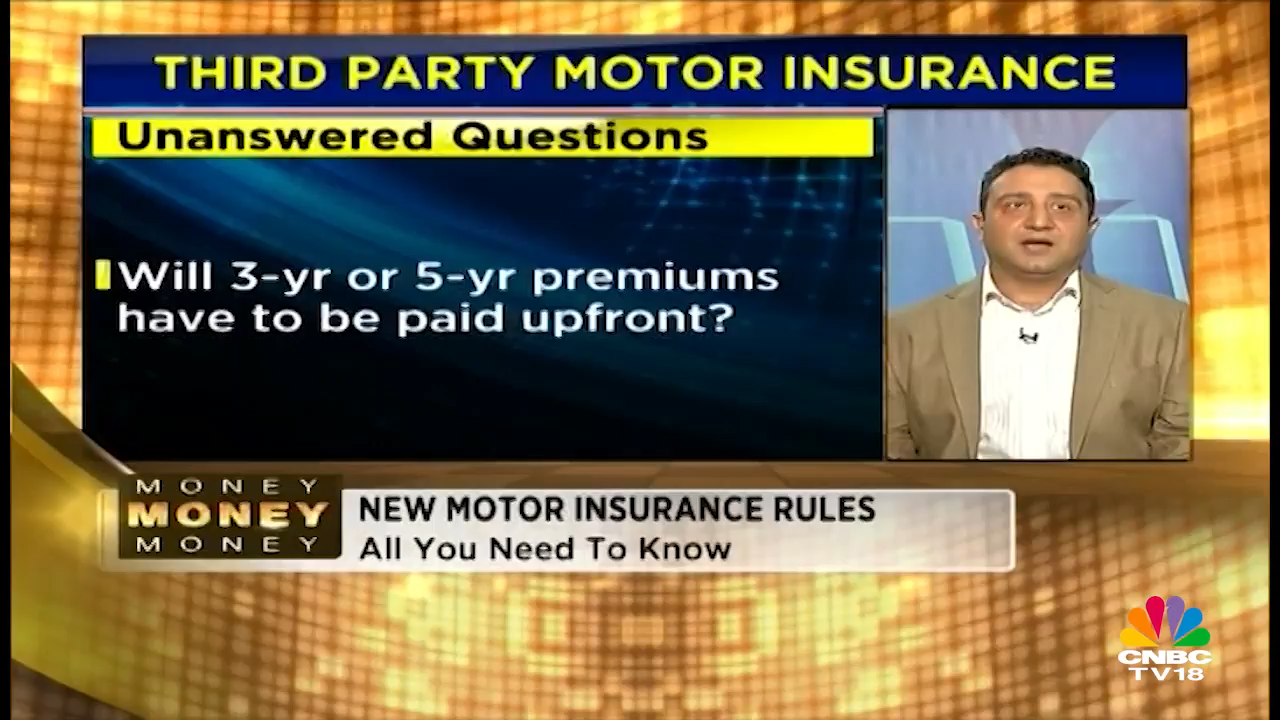 THIRD PARTY MOTOR INSURANCE
Unanswered Questions
Will 3-yr or 5-yr premiums
have to be paid upfront?
MONEY
MONEY
MONEY
NEW MOTOR INSURANCE RULES
All You Need To Know
CNBC
TV18